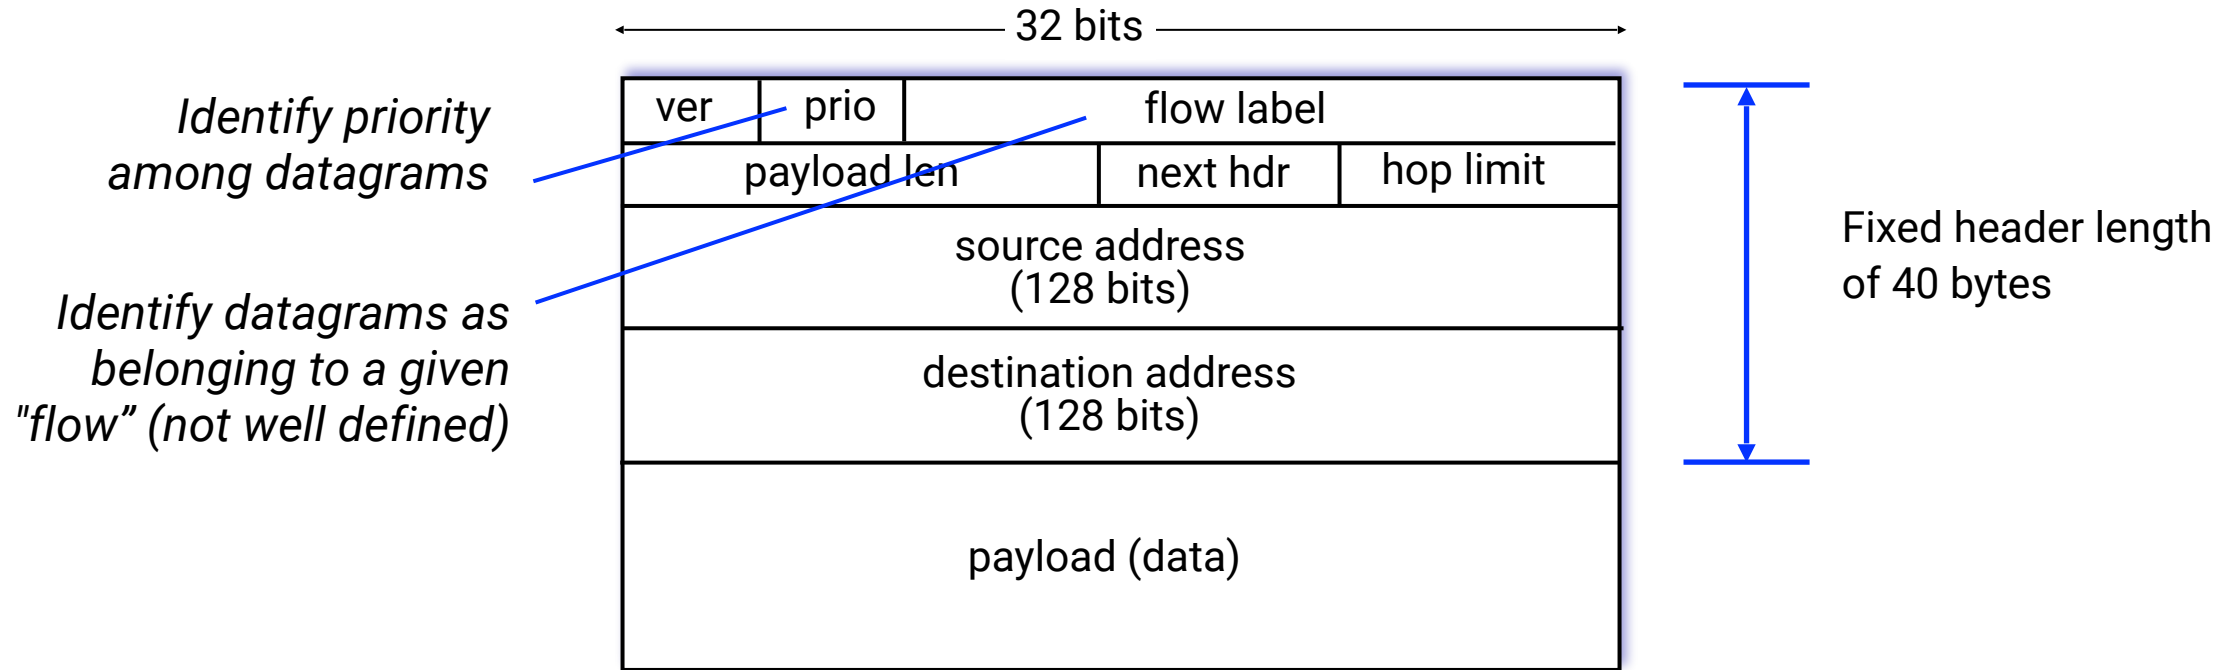 32 bits
Identify priority
among datagrams
ver prio flow label
payload len next hdr hop limit
source address
(128 bits)
destination address
(128 bits)
payload (data)
Identify datagrams as
belonging to a given
"flow” (not well defined)
Fixed header length
of 40 bytes